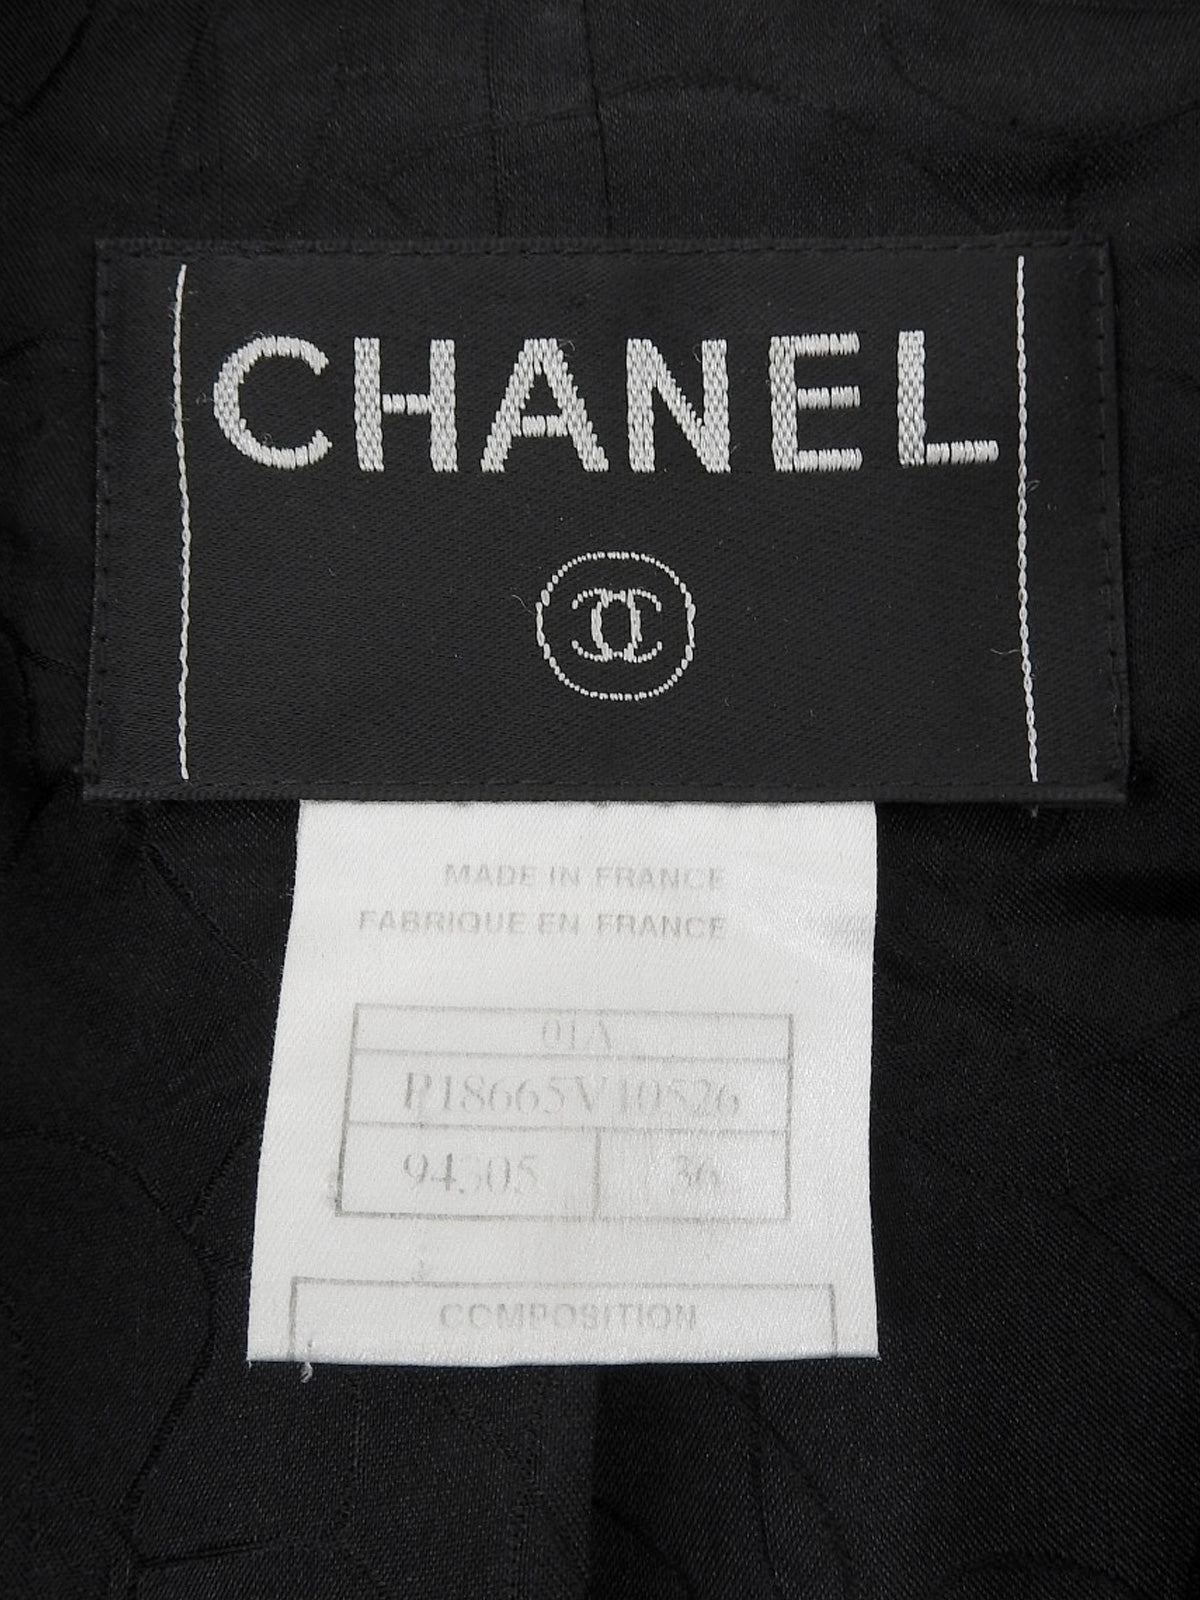 CHANEL
MADE IN FRANCE
FABRIQUE EN FRANCE
01A
P18665V10526
94305 36
COMPOSITION